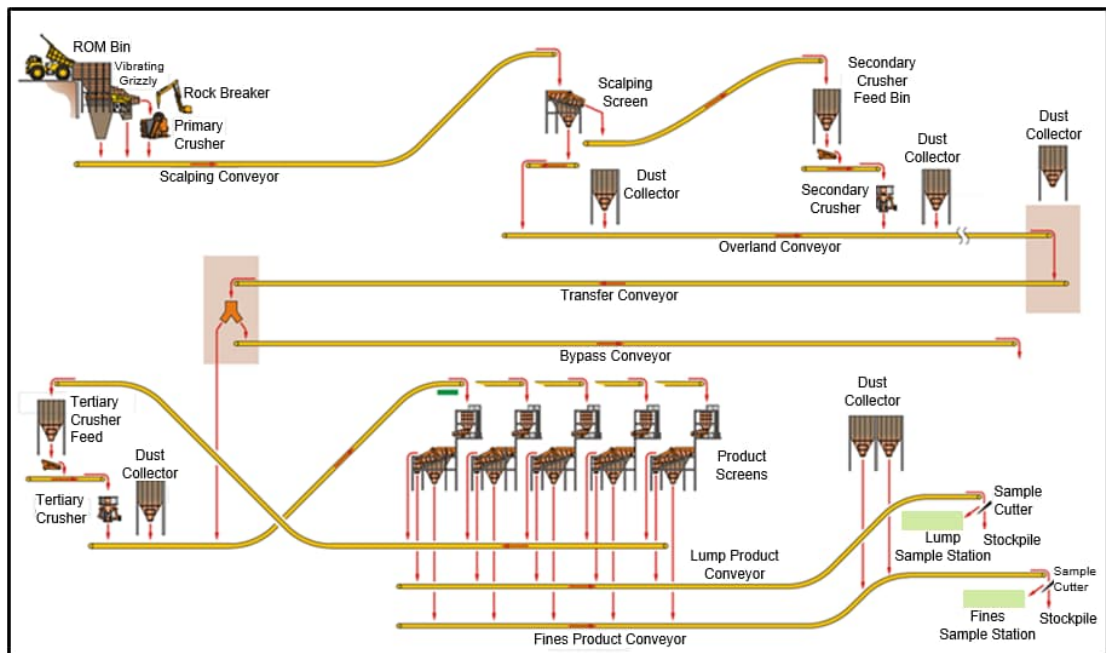 ROM Bin
Vibrating
Grizzly
Rock Breaker
Primary
Crusher
Scalping Conveyor
Scalping
Screen
Secondary
Crusher
Feed Bin
Dust
Collector
Dust
Collector
Dust
Collector
Secondary
Crusher
Overland Conveyor
Transfer Conveyor
Bypass Conveyor
Tertiary
Crusher
Feed
Dust
Collector
Tertiary
Crusher
Product
Screens
Dust
Collector
Lump Product
Conveyor
Sample
Cutter
Stockpile
Lump
Sample Station
Sample
Cutter
Stockpile
Fines
Sample Station
Fines Product Conveyor